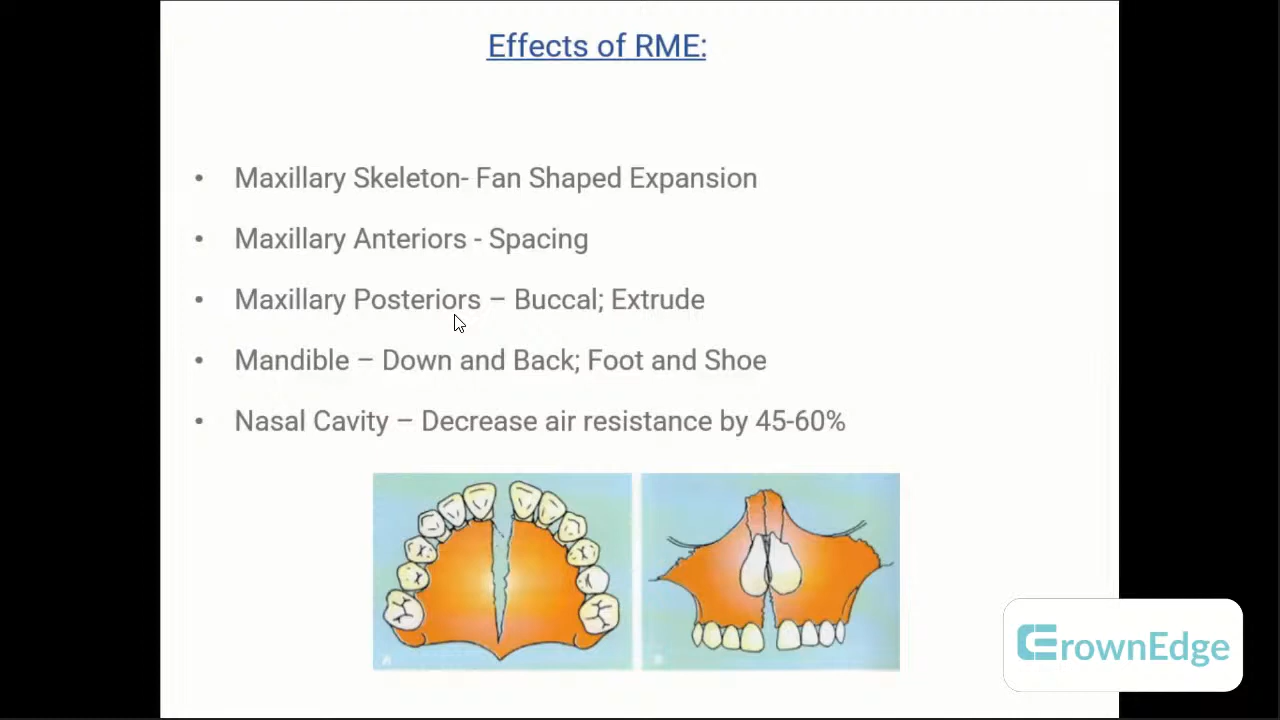 Effects of RME:
• Maxillary Skeleton- Fan Shaped Expansion
• Maxillary Anteriors - Spacing
• Maxillary Posteriors – Buccal; Extrude
• Mandible – Down and Back; Foot and Shoe
• Nasal Cavity – Decrease air resistance by 45-60%
A
CrownEdge